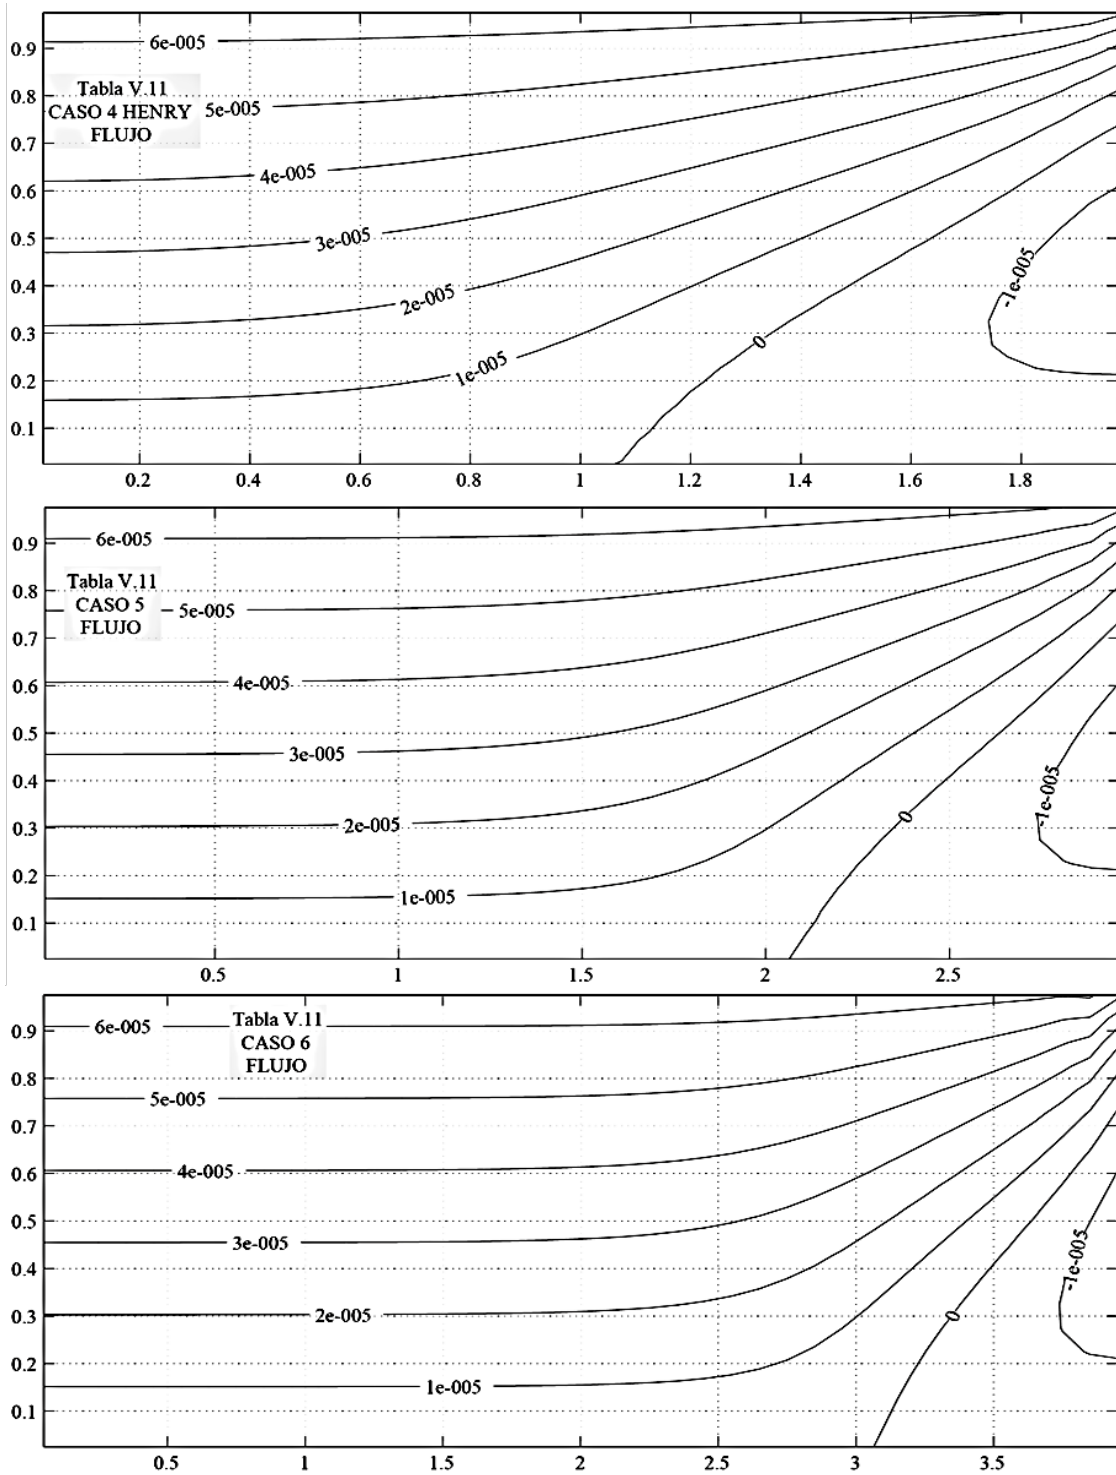 0.9
0.8
0.7
0.6
0.5
0.4
0.3
0.2
0.1
6e-005
Tabla V.11
CASO 4 HENRY
FLUJO
5e-005
4e-005
3e-005
2e-005
1e-005
0
-1e-005
0.2 0.4 0.6 0.8 1 1.2 1.4 1.6 1.8
0.9
0.8
0.7
0.6
0.5
0.4
0.3
0.2
0.1
6e-005
Tabla V.11
CASO 5
FLUJO
5e-005
4e-005
3e-005
2e-005
1e-005
0
-1e-005
0.5 1 1.5 2 2.5
0.9
0.8
0.7
0.6
0.5
0.4
0.3
0.2
0.1
6e-005
Tabla V.11
CASO 6
FLUJO
5e-005
4e-005
3e-005
2e-005
1e-005
0
-1e-005
0.5 1 1.5 2 2.5 3 3.5